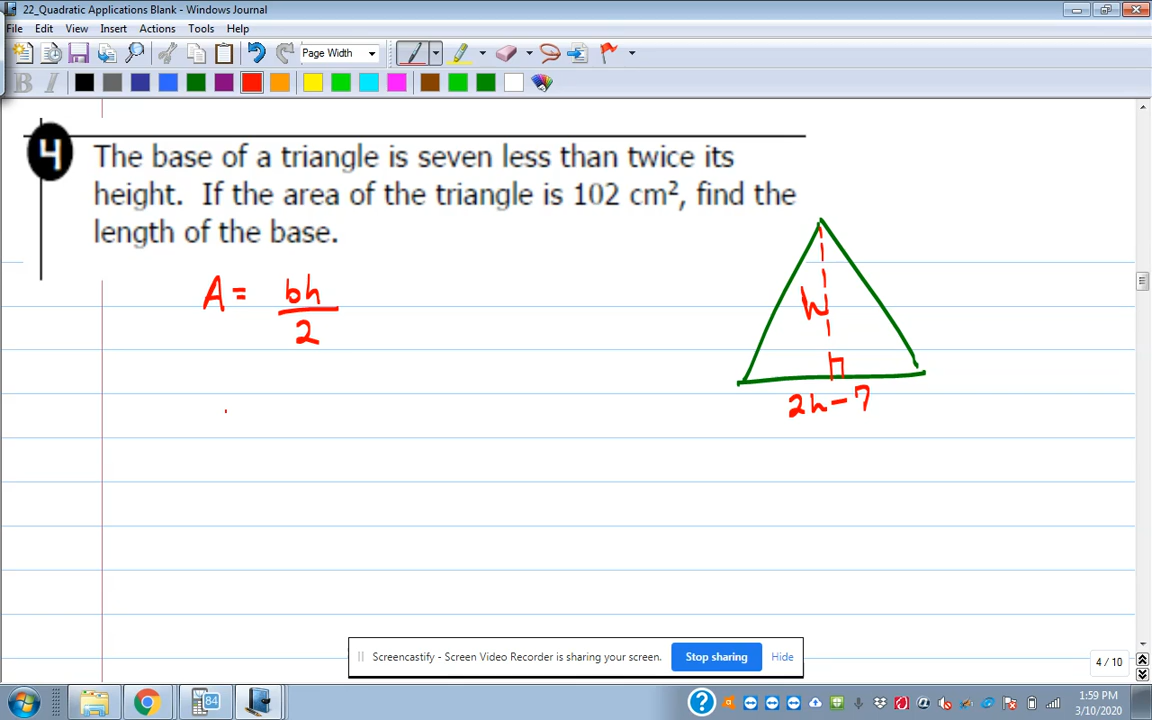 22_Quadratic Applications Blank - Windows Journal
File Edit View Insert Actions Tools Help
Page Width
B I
4 The base of a triangle is seven less than twice its
height. If the area of the triangle is 102 cm², find the
length of the base.
A = bh
2
h
2h - 7
Screencastify - Screen Video Recorder is sharing your screen. Stop sharing Hide
4 / 10
84
1:59 PM
3/10/2020